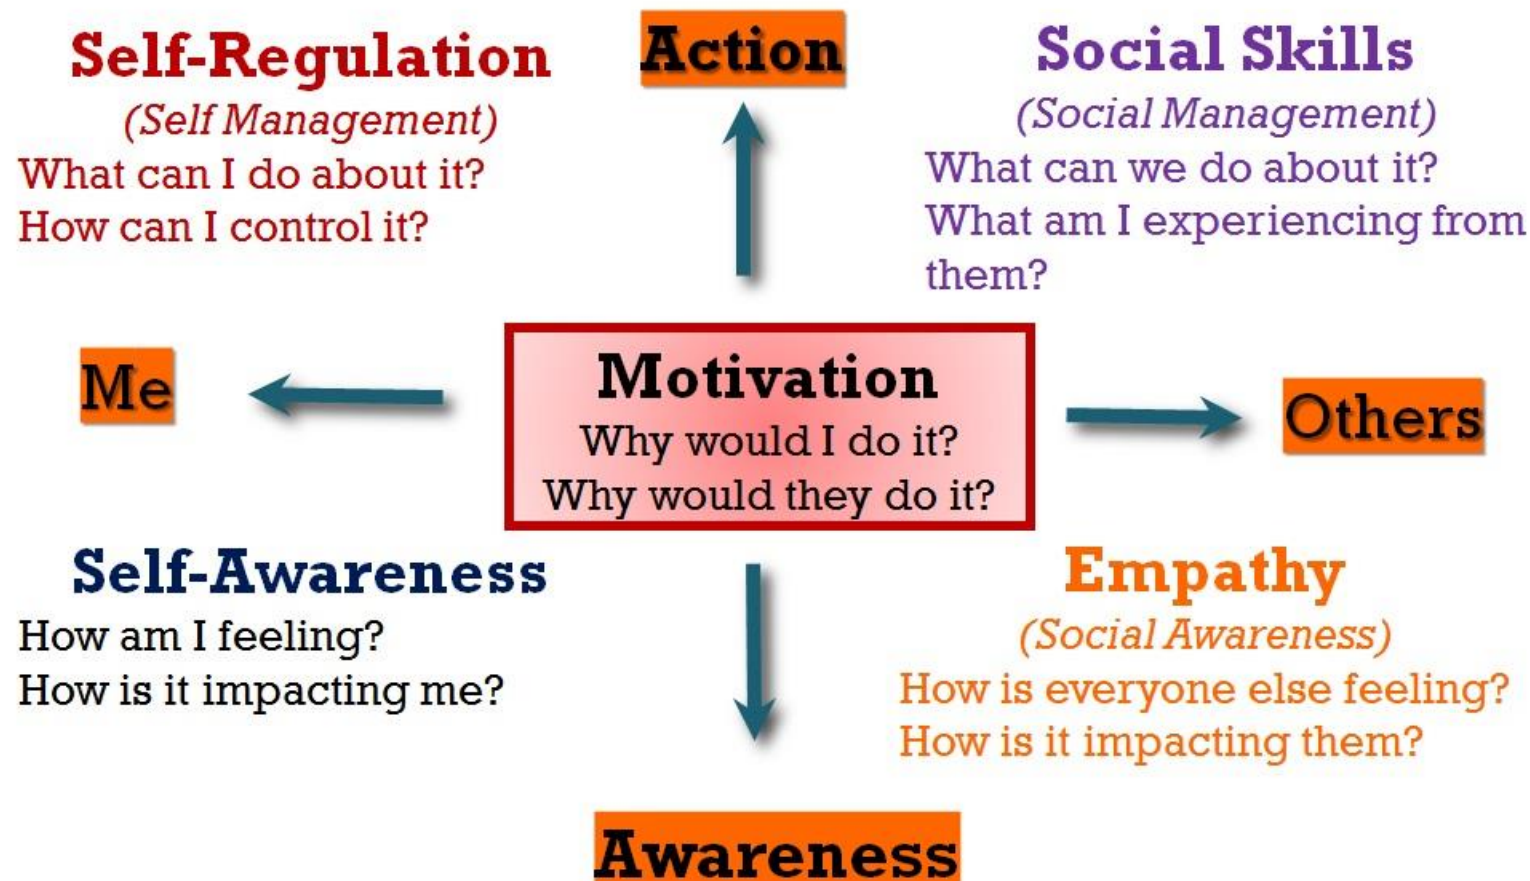 Self-Regulation
(Self Management)
What can I do about it?
How can I control it?
Action
Social Skills
(Social Management)
What can we do about it?
What am I experiencing from
them?
Me
Motivation
Why would I do it?
Why would they do it?
Others
Self-Awareness
How am I feeling?
How is it impacting me?
Empathy
(Social Awareness)
How is everyone else feeling?
How is it impacting them?
Awareness